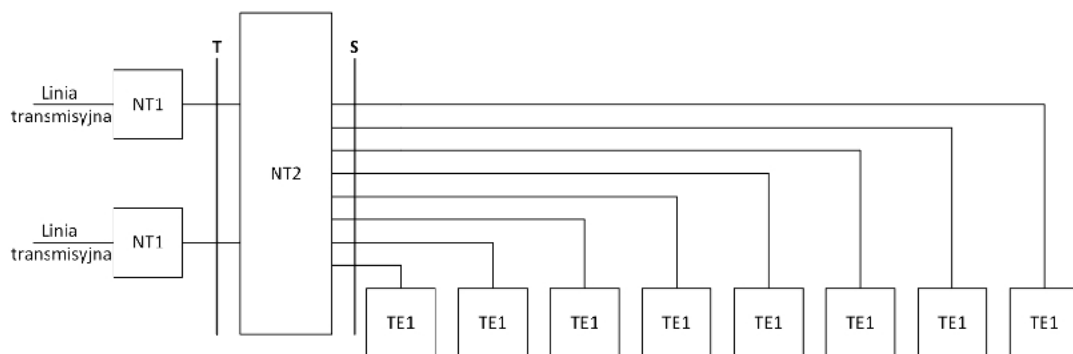 T
S
Linia
transmisyjna
NT1
NT2
Linia
transmisyjna
NT1
TE1
TE1
TE1
TE1
TE1
TE1
TE1
TE1